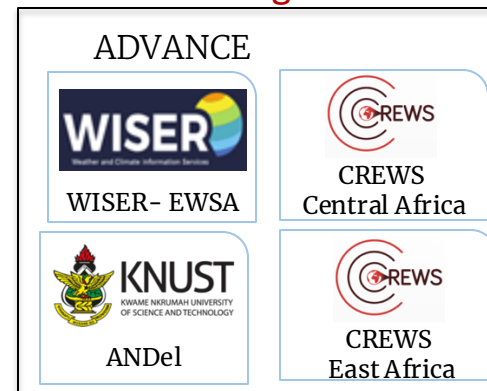 ADVANCE
WISER
Weather and Climate Information Services
WISER- EWSA
CREWS
CREWS
Central Africa
KNUST
KWAME NKRUMAH UNIVERSITY
OF SCIENCE AND TECHNOLOGY
ANDel
CREWS
CREWS
East Africa